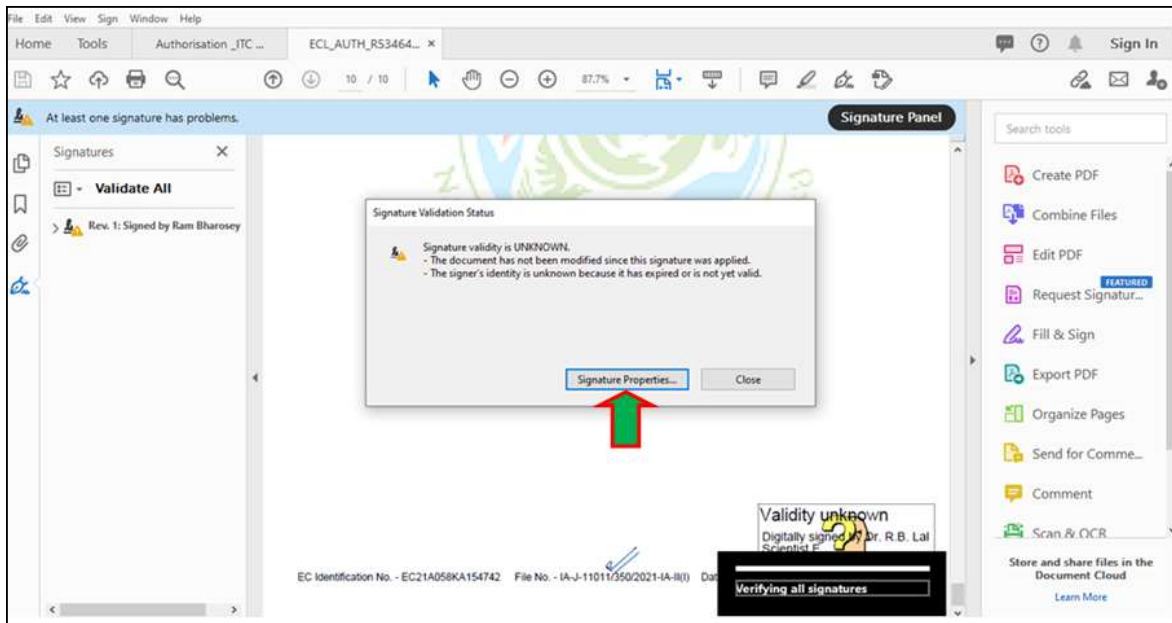 File Edit View Sign Window Help
Home Tools Authorisation _ITC ... ECL_AUTH_RS3464... × Sign In
10 / 10 87.7%
At least one signature has problems. Signature Panel
Signatures ×
Validate All
Rev. 1: Signed by Ram Bharosey
Signature Validation Status
Signature validity is UNKNOWN.
- The document has not been modified since this signature was applied.
- The signer's identity is unknown because it has expired or is not yet valid.
Signature Properties... Close
Validity unknown
Digitally signed by Dr. R.B. Lal
Scientist E
EC Identification No. - EC21A058KA154742 File No. - IA-J-11011/350/2021-IA-II(I) Dat
Verifying all signatures
Search tools
Create PDF
Combine Files
Edit PDF
FEATURED
Request Signatur...
Fill & Sign
Export PDF
Organize Pages
Send for Comme...
Comment
Scan & OCR
Store and share files in the
Document Cloud
Learn More